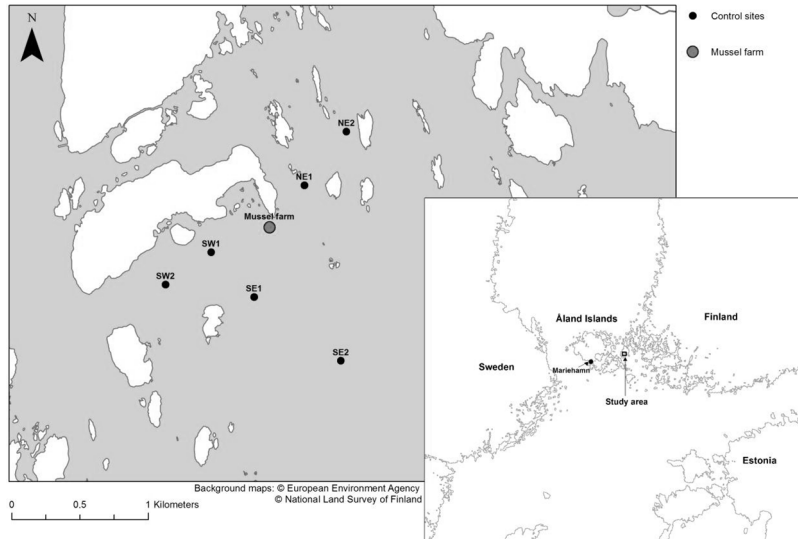 N
Control sites
Mussel farm
NE2
NE1
Mussel farm
SW1
SW2
SE1
SE2
Åland Islands
Finland
Sweden
Mariehamn
Study area
Estonia
Background maps: © European Environment Agency
© National Land Survey of Finland
0 0,5 1 Kilometers